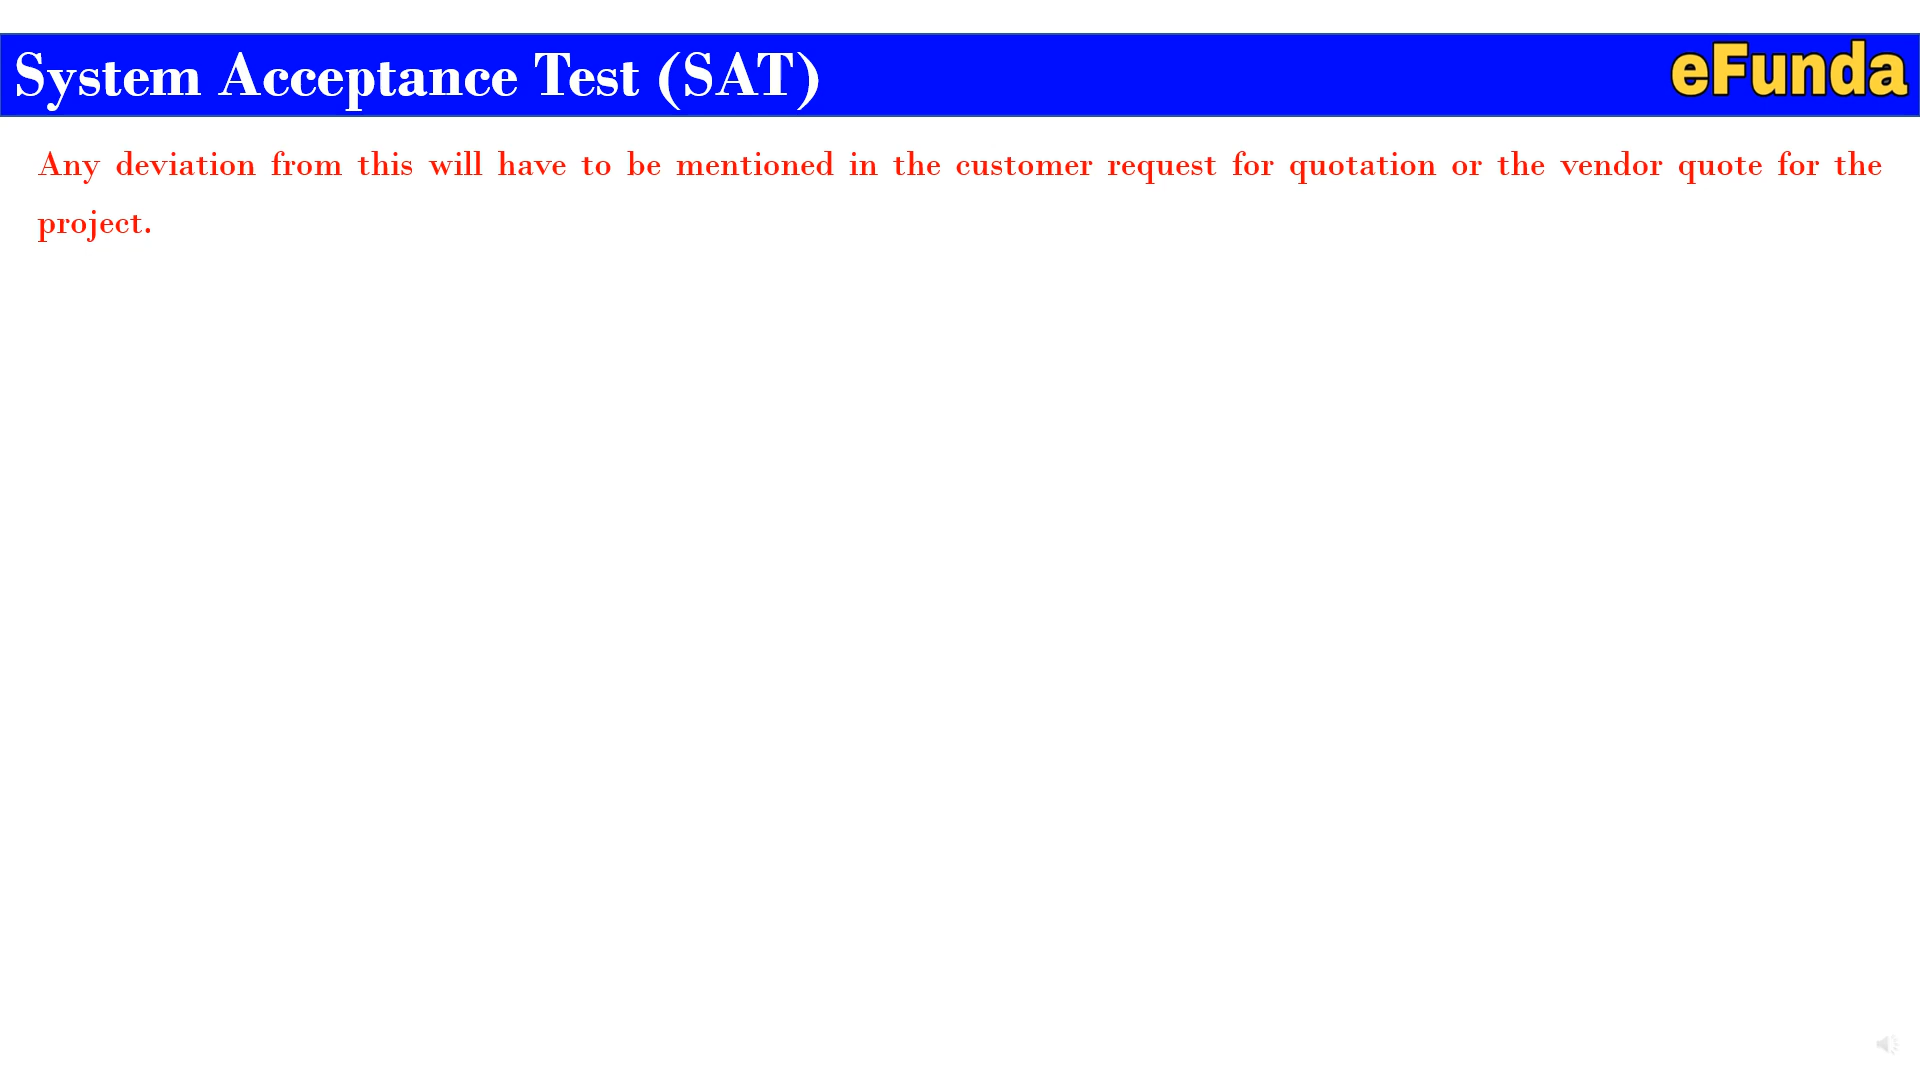 System Acceptance Test (SAT)
eFunda
Any deviation from this will have to be mentioned in the customer request for quotation or the vendor quote for the
project.